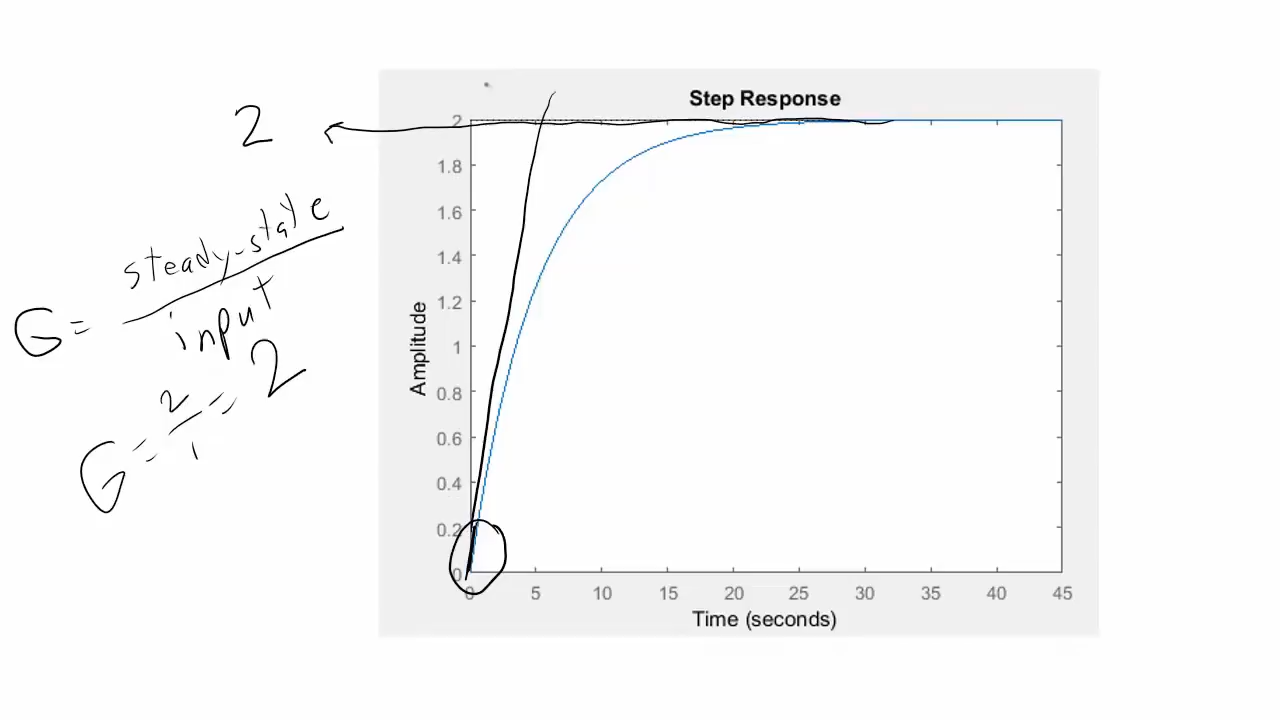 Step Response
2
2
1.8
1.6
1.4
1.2
1
0.8
0.6
0.4
0.2
0
Amplitude
0 5 10 15 20 25 30 35 40 45
Time (seconds)
G = steady-state
input
G = 2/1 = 2